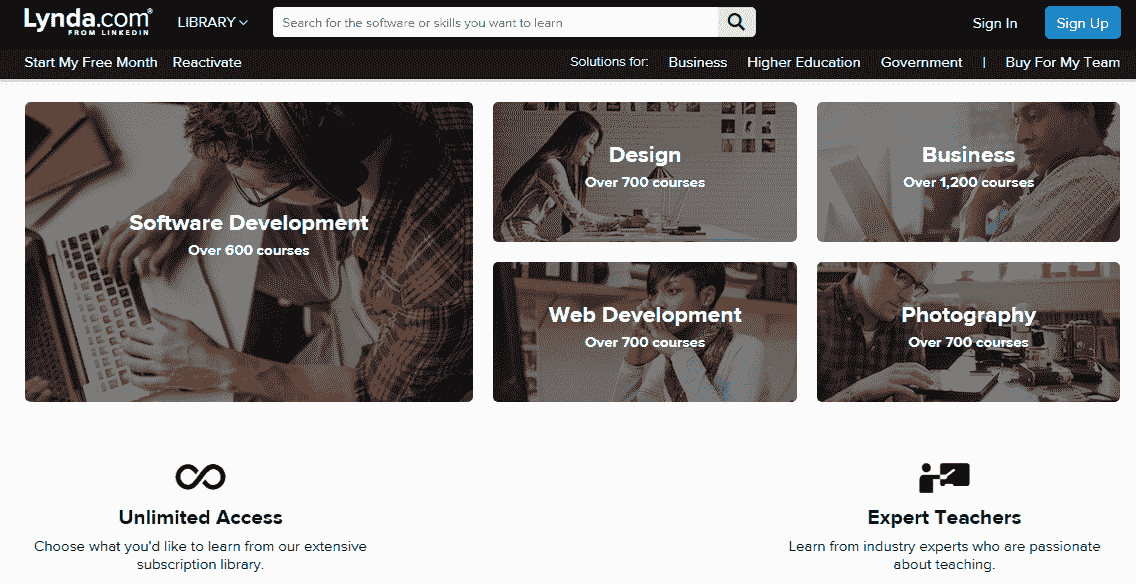 Lynda.com®
FROM LINKEDIN
LIBRARY
Search for the software or skills you want to learn
Sign In
Sign Up
Start My Free Month
Reactivate
Solutions for:
Business
Higher Education
Government
|
Buy For My Team
Software Development
Over 600 courses
Design
Over 700 courses
Business
Over 1,200 courses
Web Development
Over 700 courses
Photography
Over 700 courses
Unlimited Access
Choose what you'd like to learn from our extensive
subscription library.
Expert Teachers
Learn from industry experts who are passionate
about teaching.